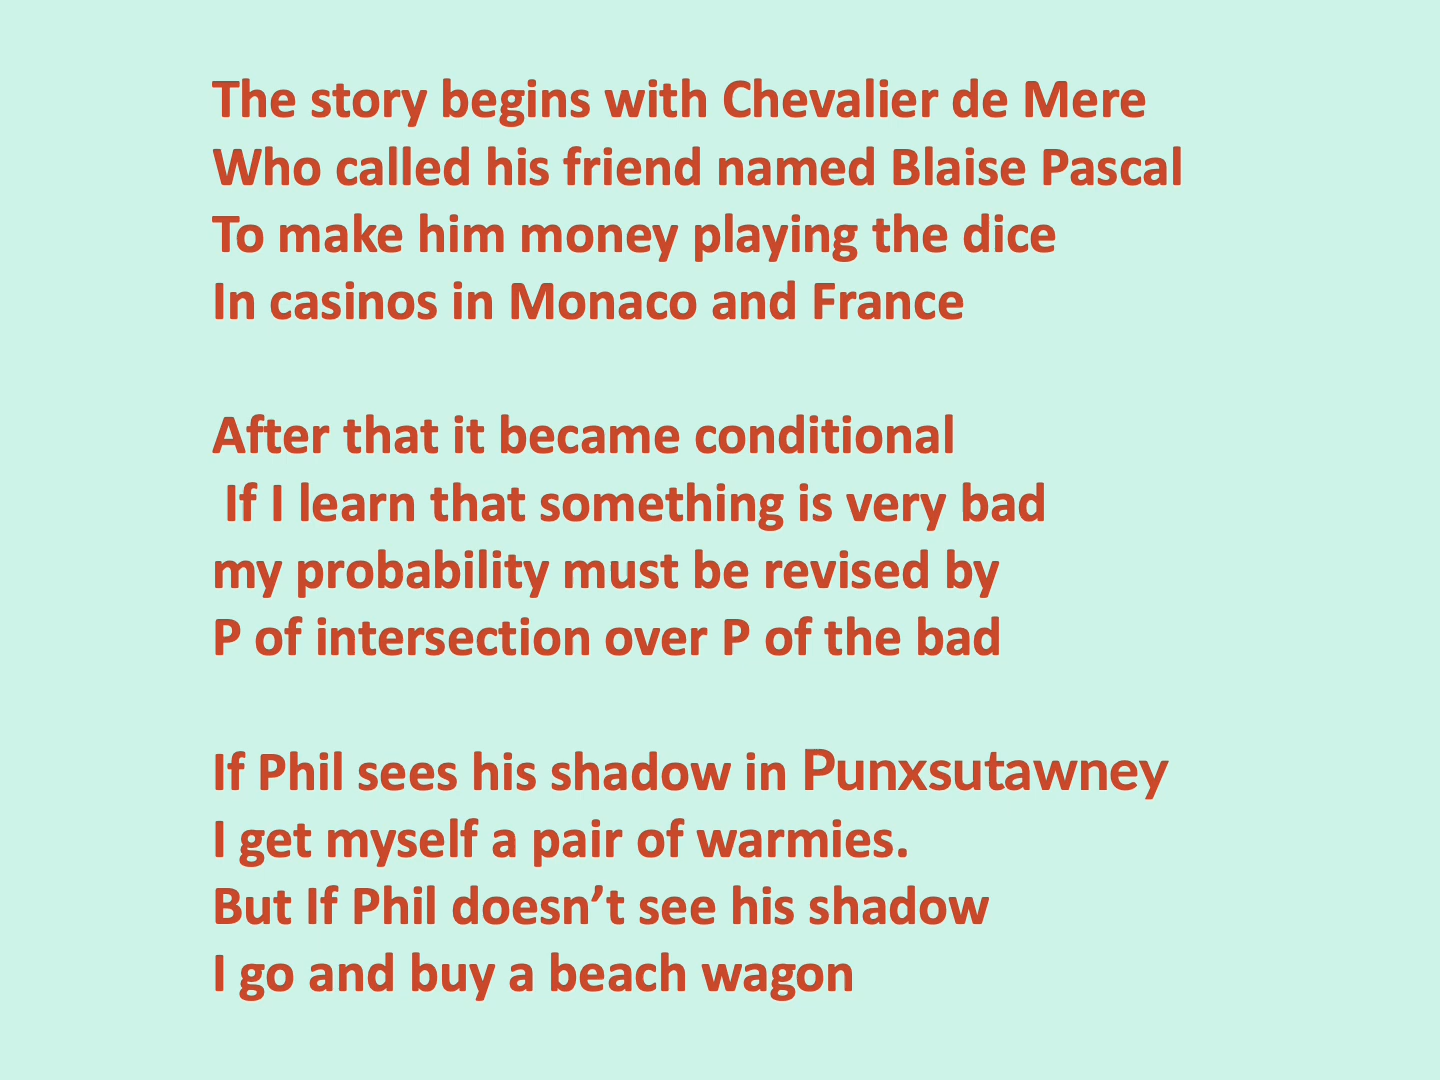 The story begins with Chevalier de Mere
Who called his friend named Blaise Pascal
To make him money playing the dice
In casinos in Monaco and France
After that it became conditional
If I learn that something is very bad
my probability must be revised by
P of intersection over P of the bad
If Phil sees his shadow in Punxsutawney
I get myself a pair of warmies.
But If Phil doesn’t see his shadow
I go and buy a beach wagon